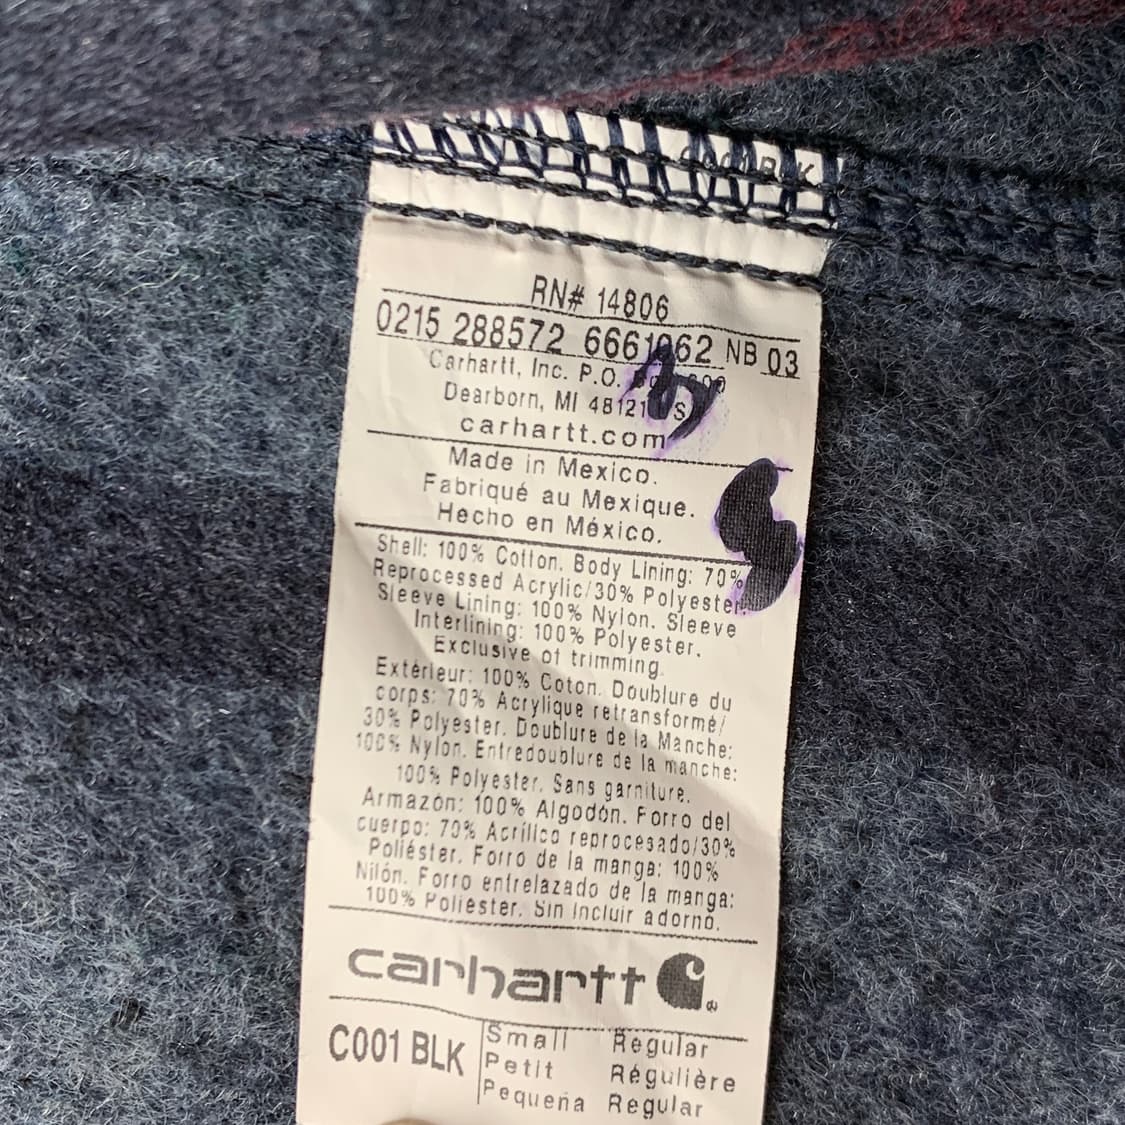 RN# 14806
0215 288572 6661062 NB 03
Carhartt, Inc. P.O.
Dearborn, MI 48121
carhartt.com
Made in Mexico.
Fabriqué au Mexique.
Hecho en México.
Shell: 100% Cotton. Body Lining: 70%
Reprocessed Acrylic/30% Polyester.
Sleeve Lining: 100% Nylon. Sleeve
Interlining: 100% Polyester.
Exclusive of trimming.
Extérieur: 100% Coton. Doublure du
corps: 70% Acrylique retransformé/
30% Polyester. Doublure de la Manche:
100% Nylon. Entredoublure de la manche:
100% Polyester. Sans garniture.
Armazón: 100% Algodón. Forro del
cuerpo: 70% Acrílico reprocesado/30%
Poliéster. Forro de la manga: 100%
Nilón. Forro entrelazado de la manga:
100% Poliéster. Sin incluir adorno.
carhartt
C001 BLK
Small Regular
Petit Régulière
Pequeña Regular